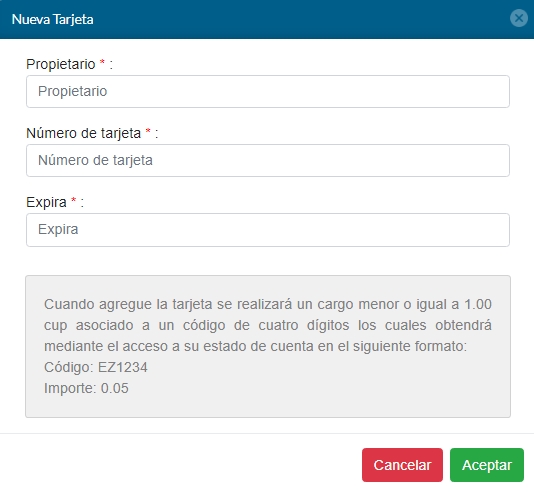 Nueva Tarjeta
Propietario * :
Propietario
Número de tarjeta * :
Número de tarjeta
Expira * :
Expira
Cuando agregue la tarjeta se realizará un cargo menor o igual a 1.00
cup asociado a un código de cuatro dígitos los cuales obtendrá
mediante el acceso a su estado de cuenta en el siguiente formato:
Código: EZ1234
Importe: 0.05
Cancelar
Aceptar